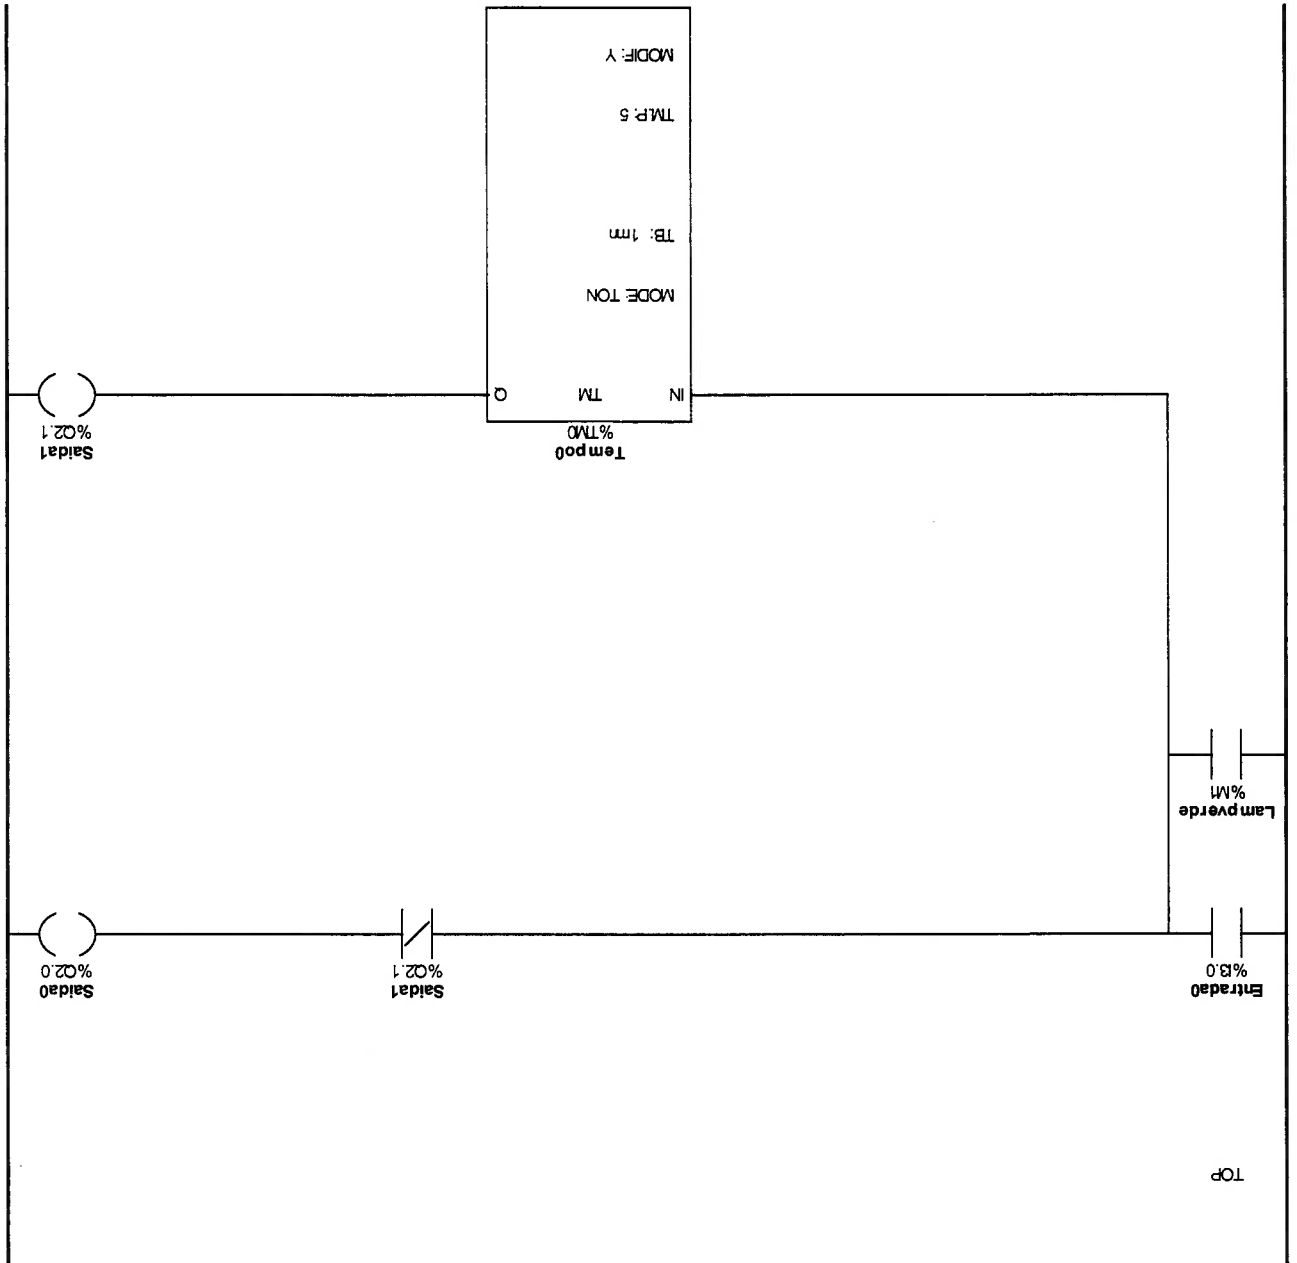 TOP
Entrada0
%I3.0
Saida1
%Q2.1
Saida0
%Q2.0
Lampverde
%M1
Tempo0
%TM0
IN TM Q
MODE: TON
TB: 1mn
TM.P: 5
MODIF: Y
Saida1
%Q2.1